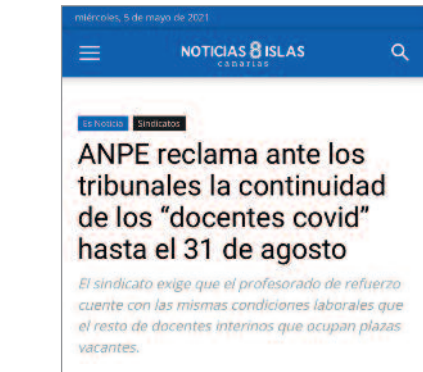 miércoles, 5 de mayo de 2021
NOTICIAS 8 ISLAS
canarias
Es Noticia Sindicatos
ANPE reclama ante los
tribunales la continuidad
de los “docentes covid”
hasta el 31 de agosto
El sindicato exige que el profesorado de refuerzo
cuente con las mismas condiciones laborales que
el resto de docentes interinos que ocupan plazas
vacantes.